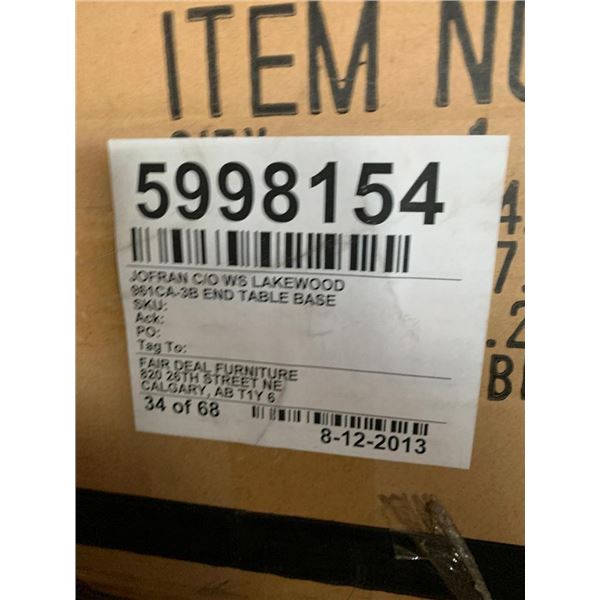 ITEM
5998154
JOFRAN C/O WS LAKEWOOD
961CA-3B END TABLE BASE
SKU:
Ack:
PO:
Tag To:
FAIR DEAL FURNITURE
820 26TH STREET NE
CALGARY, AB T1Y 6
34 of 68
8-12-2013